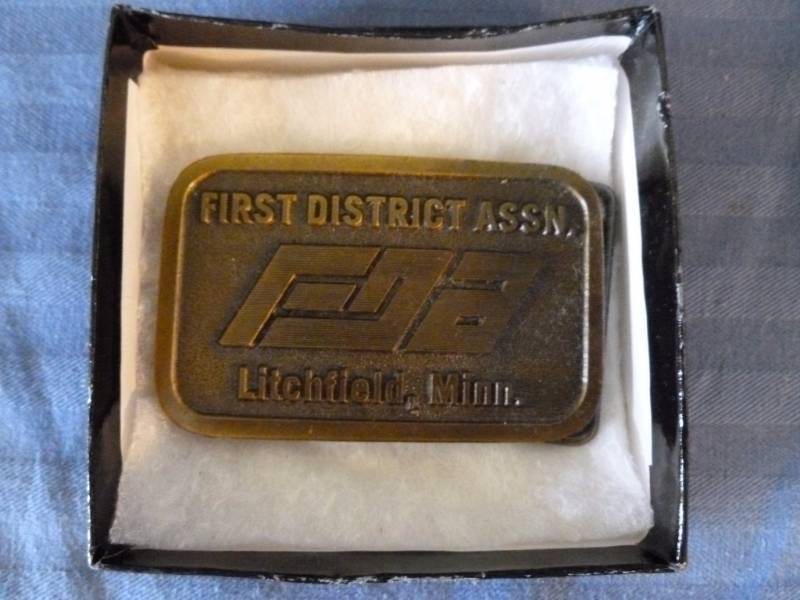 FIRST DISTRICT ASSN.
FDA
Litchfield, Minn.